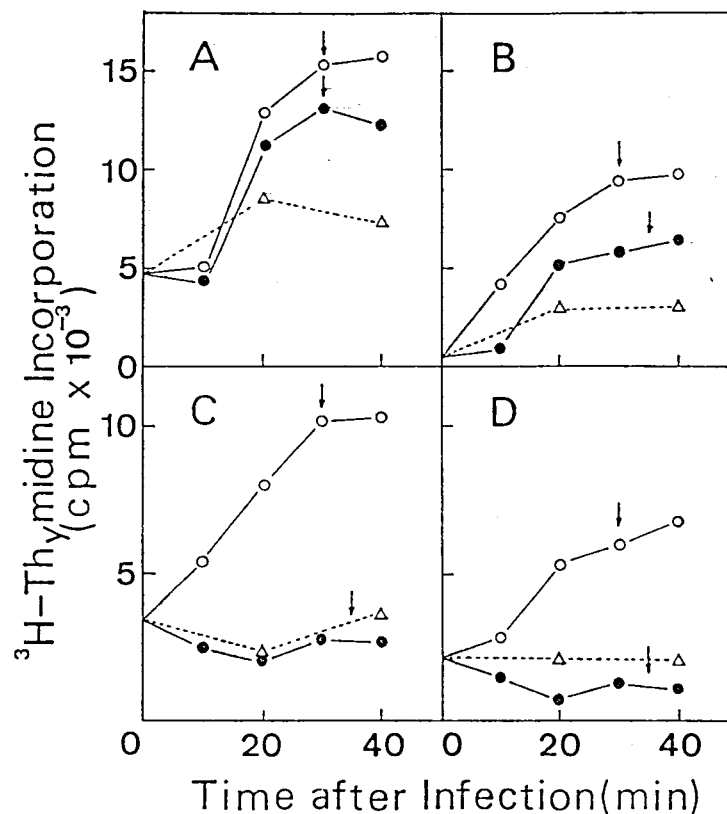 A
B
15
10
5
0
C
D
10
5
0
20
40
0
20
40
³H-Thymidine Incorporation
(cpm x 10⁻³)
Time after Infection(min)